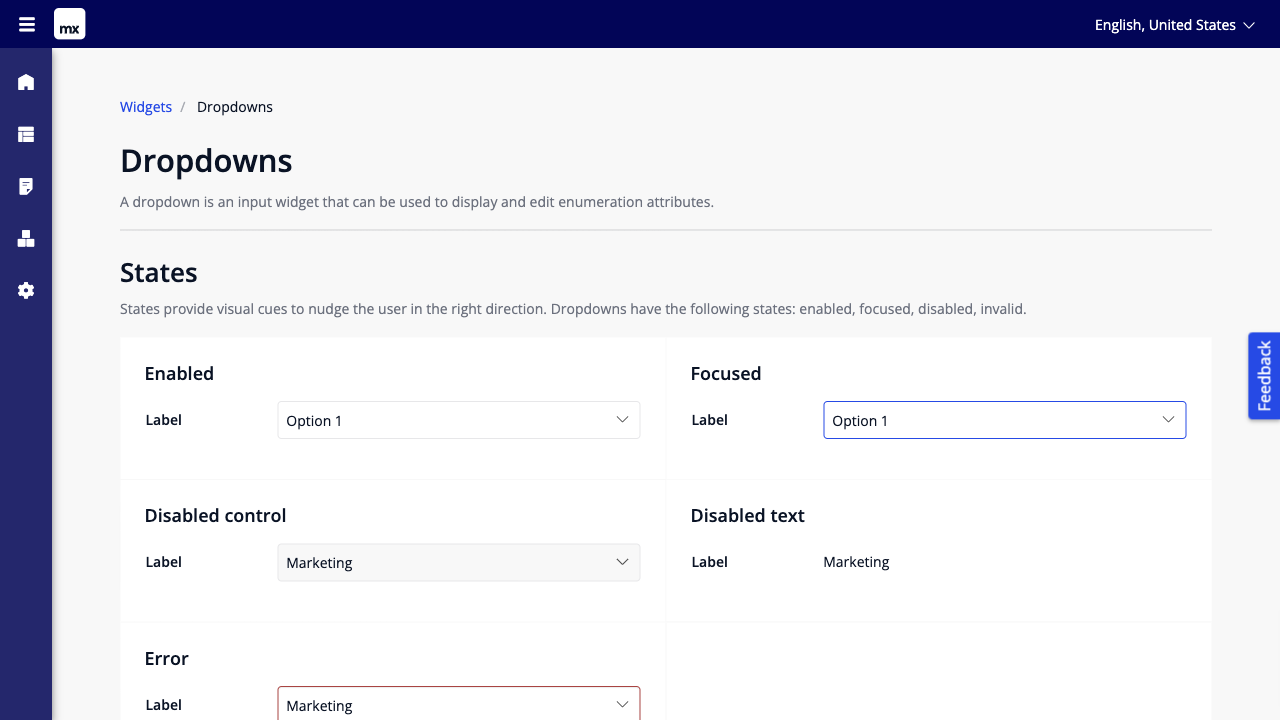 mx
English, United States
Widgets / Dropdowns
Dropdowns
A dropdown is an input widget that can be used to display and edit enumeration attributes.
States
States provide visual cues to nudge the user in the right direction. Dropdowns have the following states: enabled, focused, disabled, invalid.
Feedback
Enabled
Label
Option 1
Focused
Label
Option 1
Disabled control
Label
Marketing
Disabled text
Label
Marketing
Error
Label
Marketing